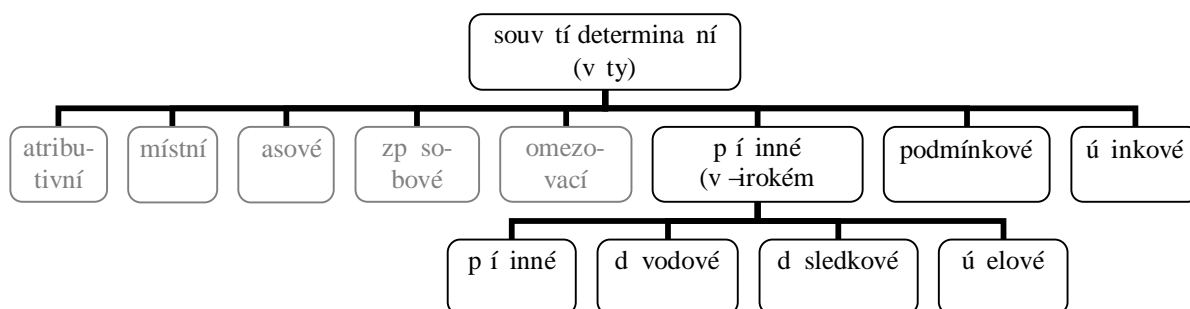 souv tí determina ní
(v ty)
atribu-
tivní
místní
asové
zp so-
bové
omezo-
vací
p í inné
(v –irokém
podmínkové
ú inkové
p í inné
d vodové
d sledkové
ú elové